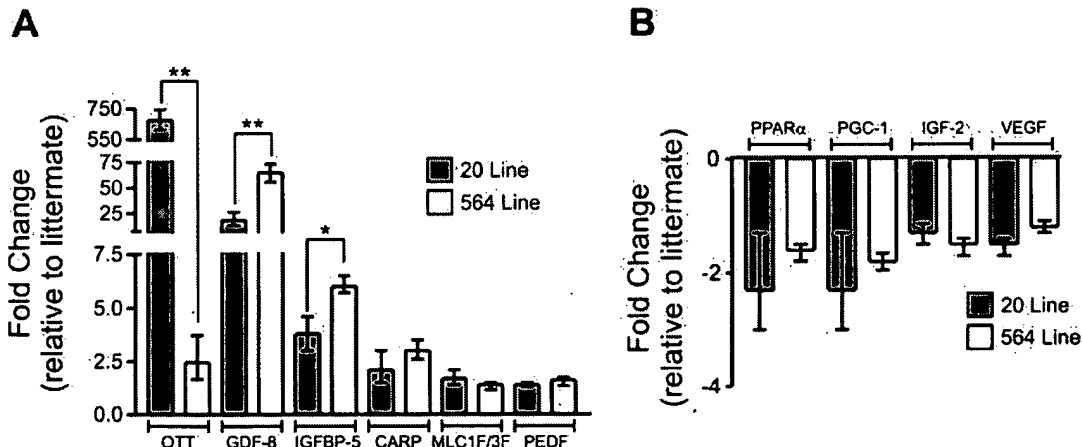 A
Fold Change
(relative to littermate)
750
550
75
50
25
7.5
5.0
2.5
0.0
**
**
*
20 Line
564 Line
OTT GDF-8 IGFBP-5 CARP MLC1F/3F PEDF
B
Fold Change
(relative to littermate)
PPARα PGC-1 IGF-2 VEGF
0
-2
-4
20 Line
564 Line